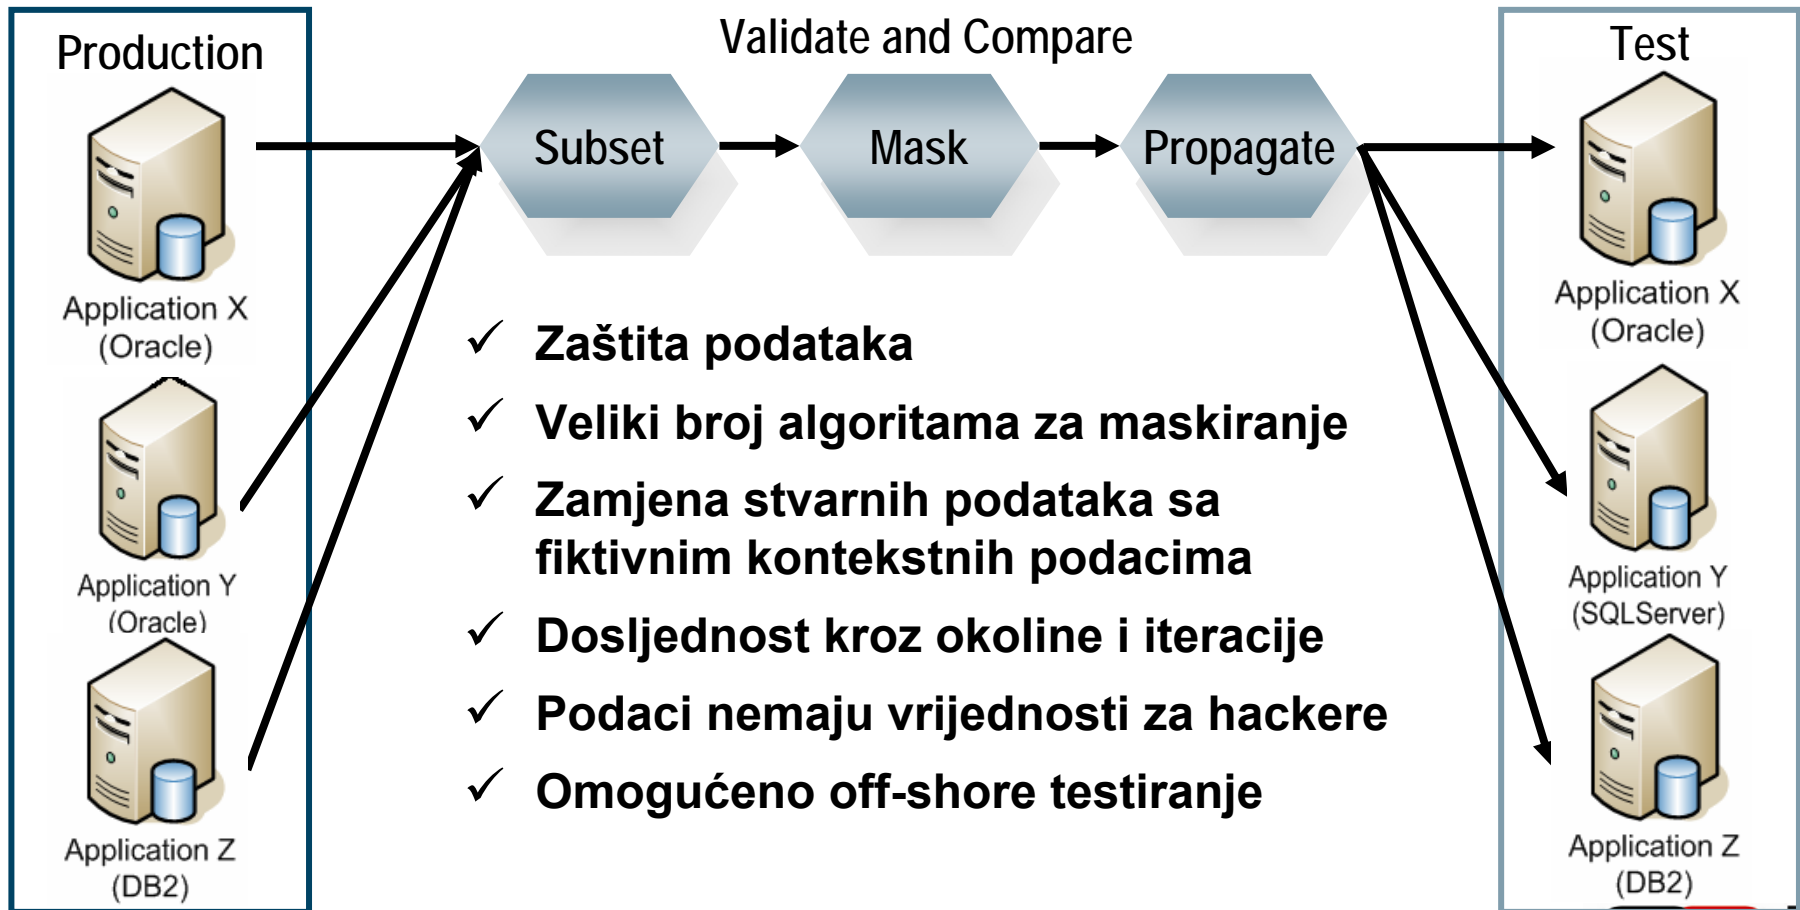 Production
Validate and Compare
Test
Subset
Mask
Propagate
Application X
(Oracle)
Application Y
(Oracle)
Application Z
(DB2)
✓ Zaštita podataka
✓ Veliki broj algoritama za maskiranje
✓ Zamjena stvarnih podataka sa
fiktivnim kontekstnih podacima
✓ Dosljednost kroz okoline i iteracije
✓ Podaci nemaju vrijednosti za hackere
✓ Omogućeno off-shore testiranje
Application X
(Oracle)
Application Y
(SQLServer)
Application Z
(DB2)